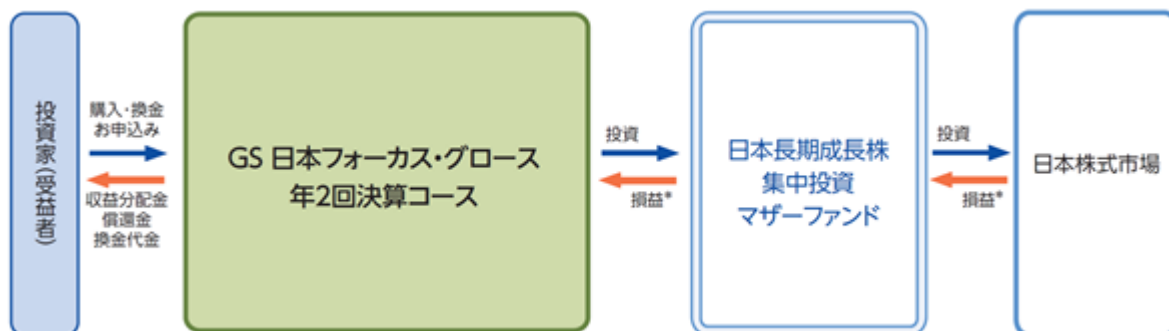 投資家(受益者)
購入・換金
お申込み
収益分配金
償還金
換金代金
GS 日本フォーカス・グロース
年2回決算コース
投資
損益*
日本長期成長株
集中投資
マザーファンド
投資
損益*
日本株式市場